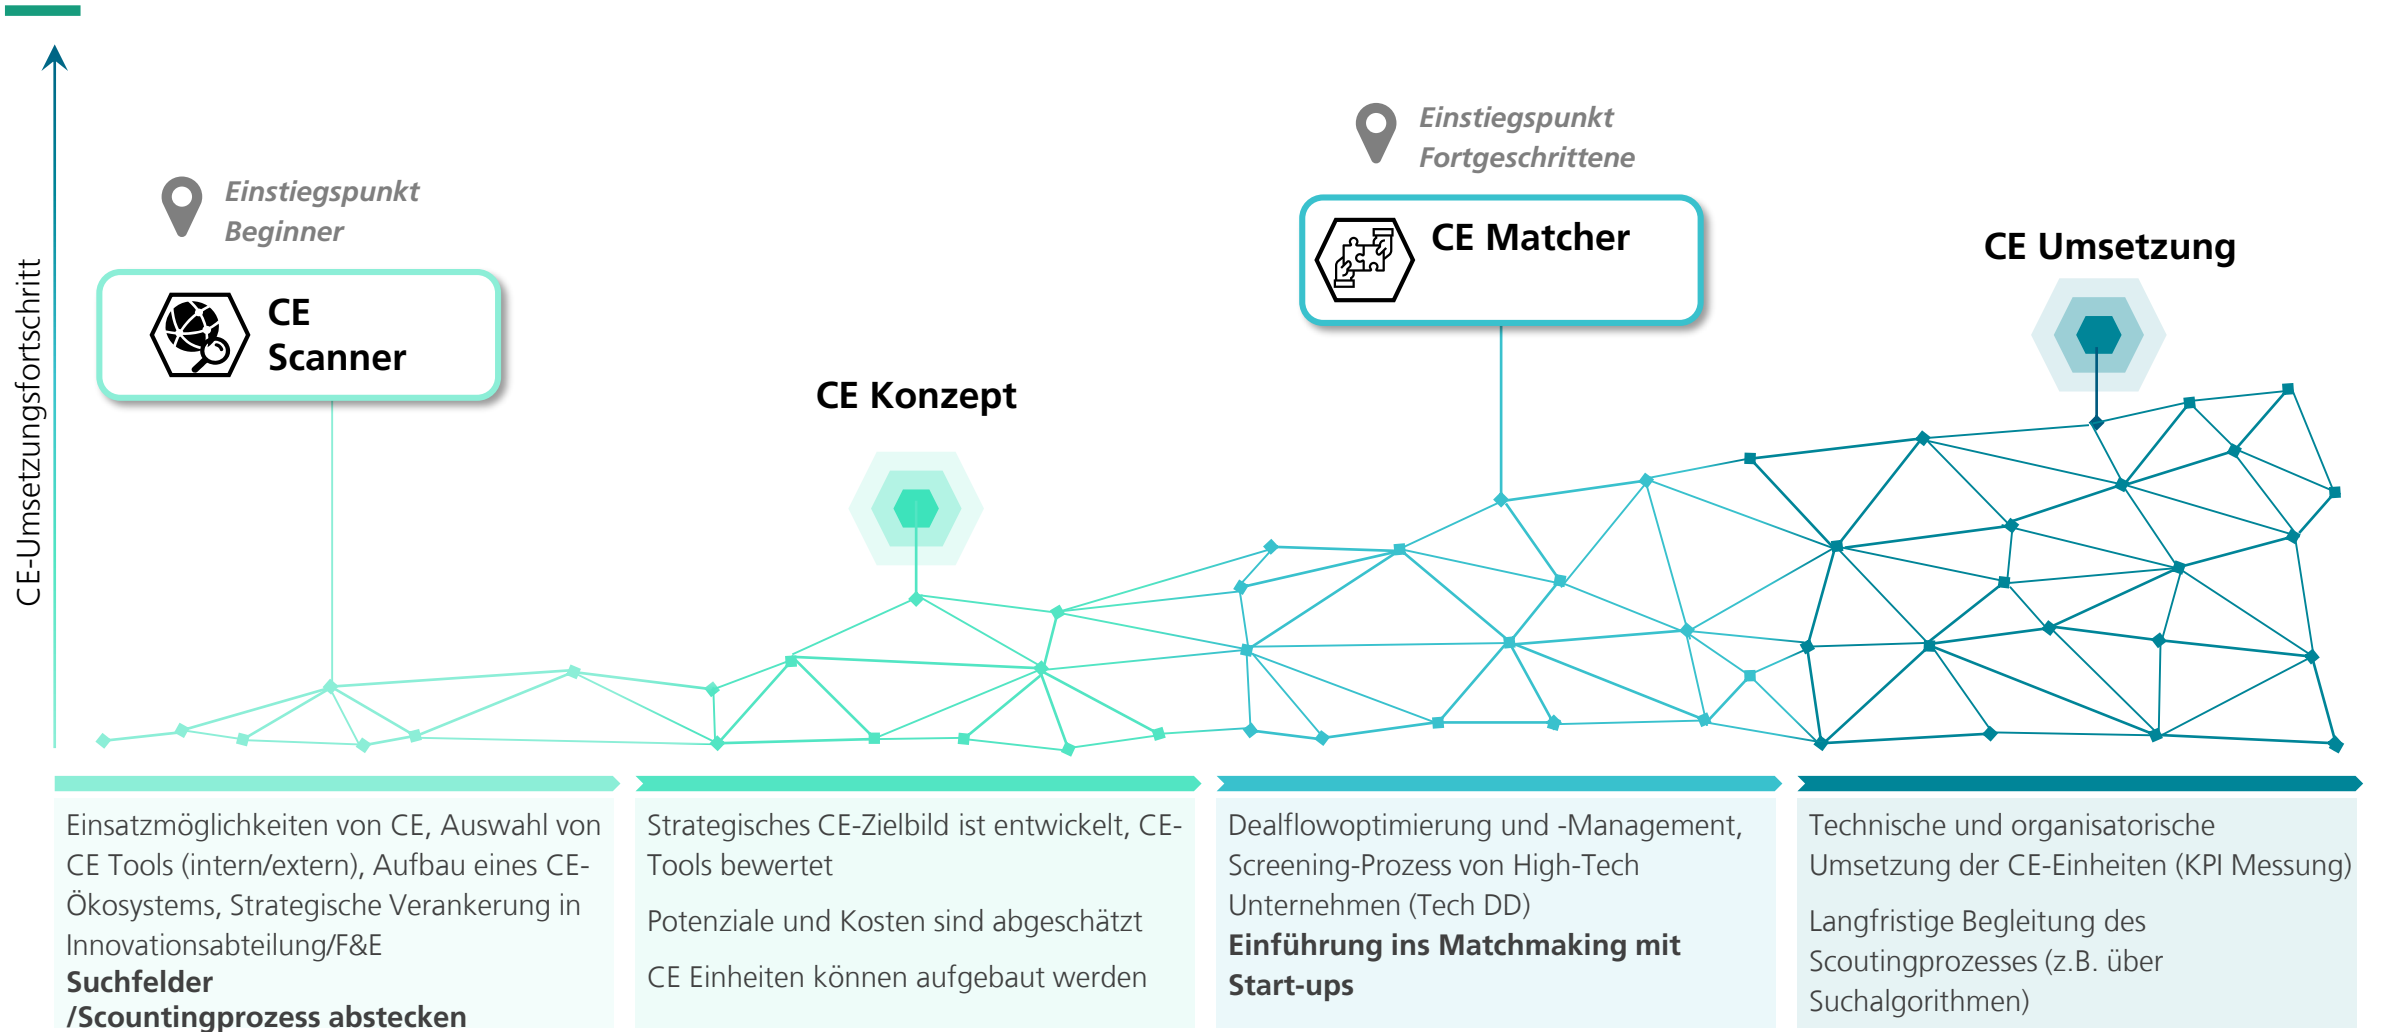 CE-Umsetzungsfortschritt
Einstiegspunkt
Beginner
CE
Scanner
CE Konzept
Einstiegspunkt
Fortgeschrittene
CE Matcher
CE Umsetzung
Einsatzmöglichkeiten von CE, Auswahl von
CE Tools (intern/extern), Aufbau eines CE-
Ökosystems, Strategische Verankerung in
Innovationsabteilung/F&E
Suchfelder
/Scountingprozess abstecken
Strategisches CE-Zielbild ist entwickelt, CE-
Tools bewertet
Potenziale und Kosten sind abgeschätzt
CE Einheiten können aufgebaut werden
Dealflowoptimierung und -Management,
Screening-Prozess von High-Tech
Unternehmen (Tech DD)
Einführung ins Matchmaking mit
Start-ups
Technische und organisatorische
Umsetzung der CE-Einheiten (KPI Messung)
Langfristige Begleitung des
Scoutingprozesses (z.B. über
Suchalgorithmen)